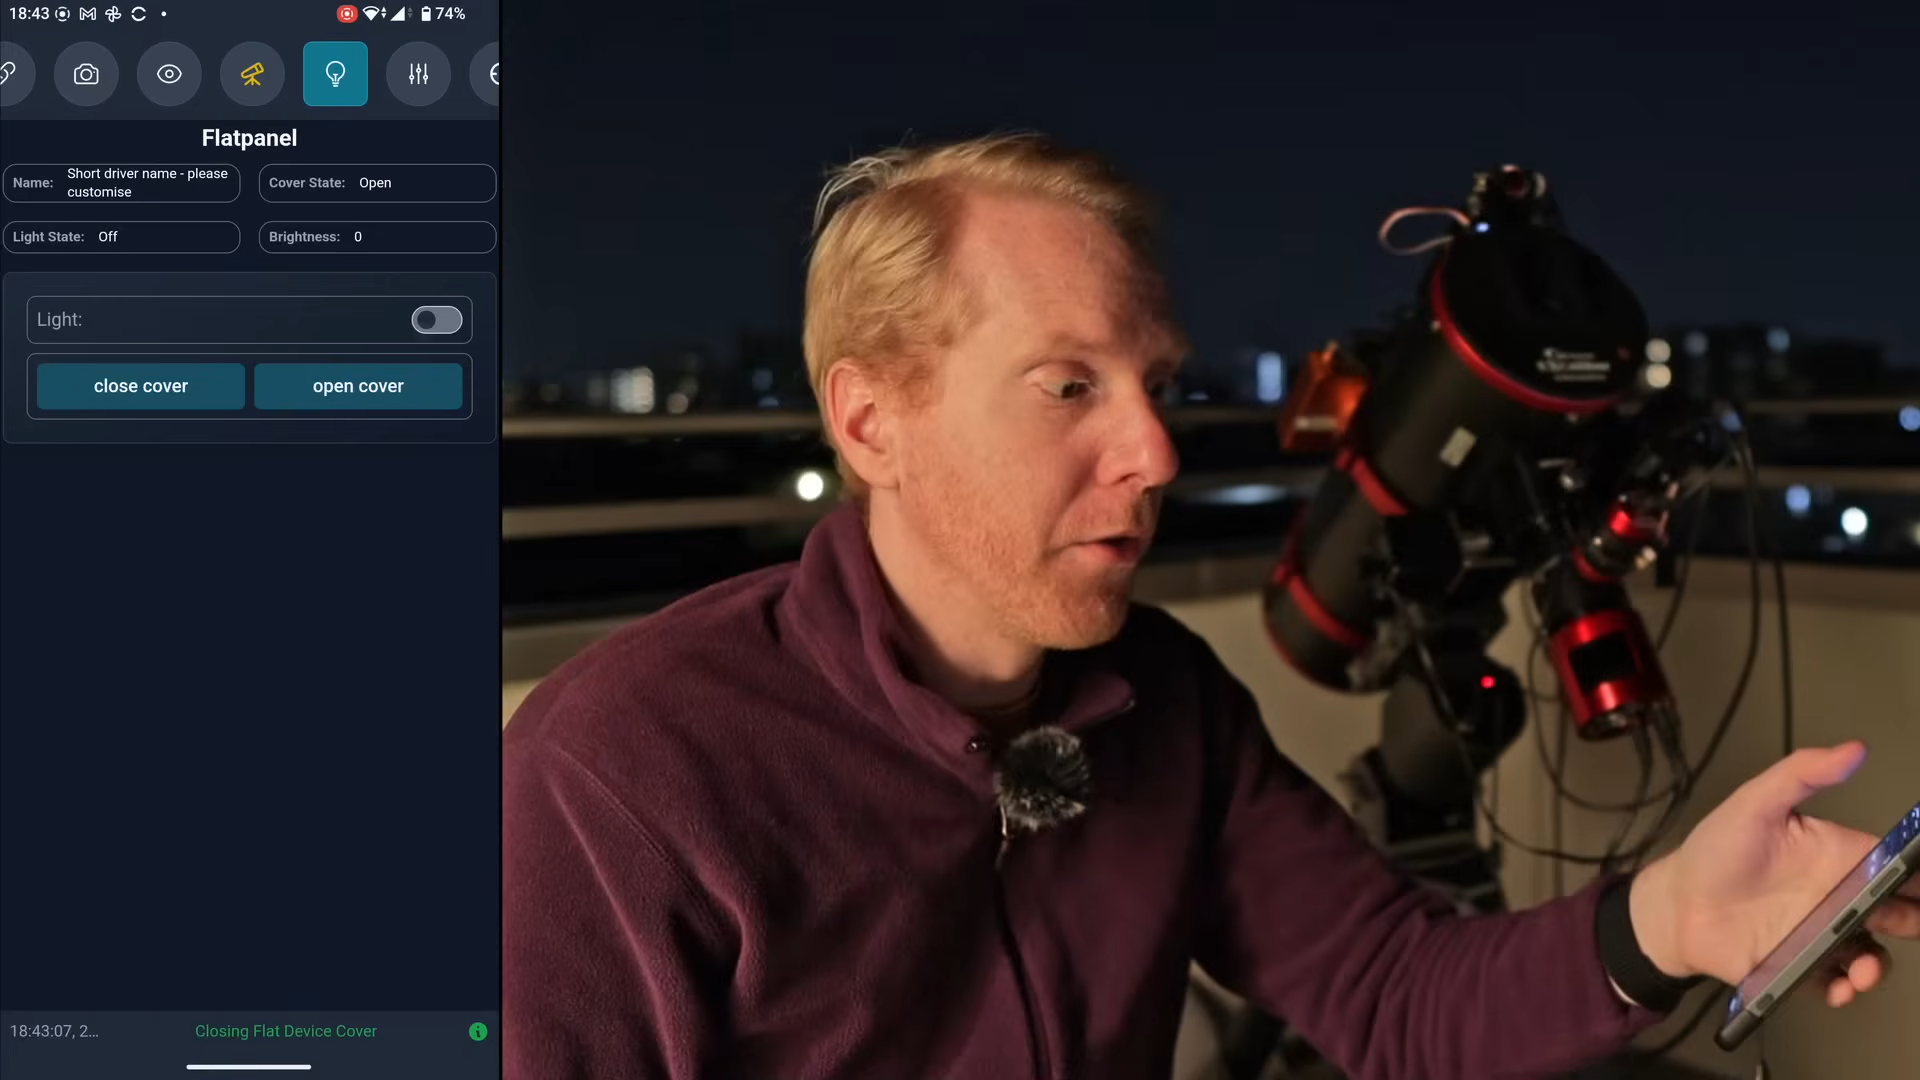 18:43
74%
Flatpanel
Name: Short driver name - please
customise
Cover State: Open
Light State: Off
Brightness: 0
Light:
close cover
open cover
18:43:07, 2...
Closing Flat Device Cover